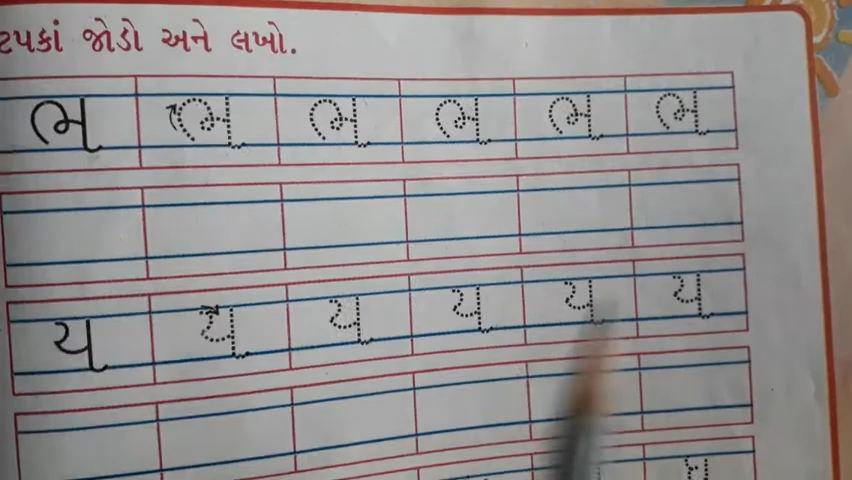 ટપકાં જોડો અને લખો.
ભ ભ ભ ભ ભ ભ
ય ય ય ય ય ય